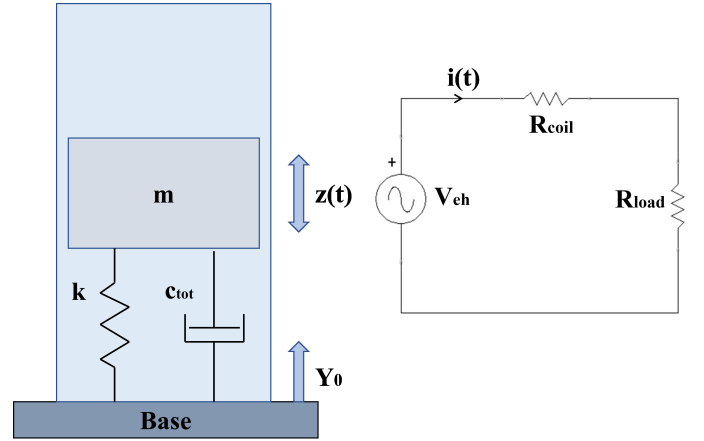 m
z(t)
k
ctot
Y0
Base
i(t)
Rcoil
+
Veh
Rload